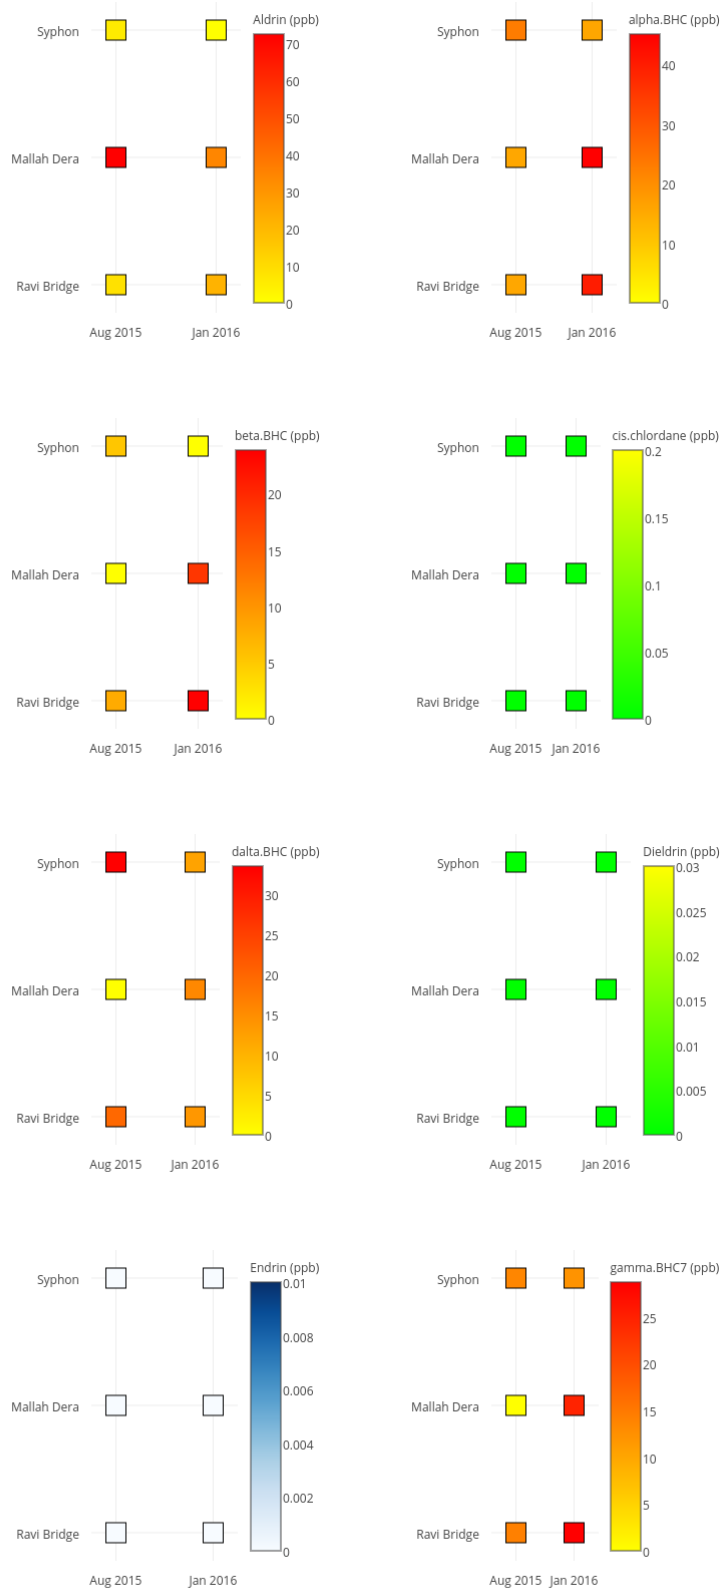 Aldrin (ppb)
Syphon
Mallah Dera
Ravi Bridge
Aug 2015
Jan 2016
70
60
50
40
30
20
10
0
alpha.BHC (ppb)
Syphon
Mallah Dera
Ravi Bridge
Aug 2015
Jan 2016
40
30
20
10
0
beta.BHC (ppb)
Syphon
Mallah Dera
Ravi Bridge
Aug 2015
Jan 2016
20
15
10
5
0
cis.chlordane (ppb)
Syphon
Mallah Dera
Ravi Bridge
Aug 2015
Jan 2016
0.2
0.15
0.1
0.05
0
dalta.BHC (ppb)
Syphon
Mallah Dera
Ravi Bridge
Aug 2015
Jan 2016
30
25
20
15
10
5
0
Dieldrin (ppb)
Syphon
Mallah Dera
Ravi Bridge
Aug 2015
Jan 2016
0.03
0.025
0.02
0.015
0.01
0.005
0
Endrin (ppb)
Syphon
Mallah Dera
Ravi Bridge
Aug 2015
Jan 2016
0.01
0.008
0.006
0.004
0.002
0
gamma.BHC7 (ppb)
Syphon
Mallah Dera
Ravi Bridge
Aug 2015
Jan 2016
25
20
15
10
5
0